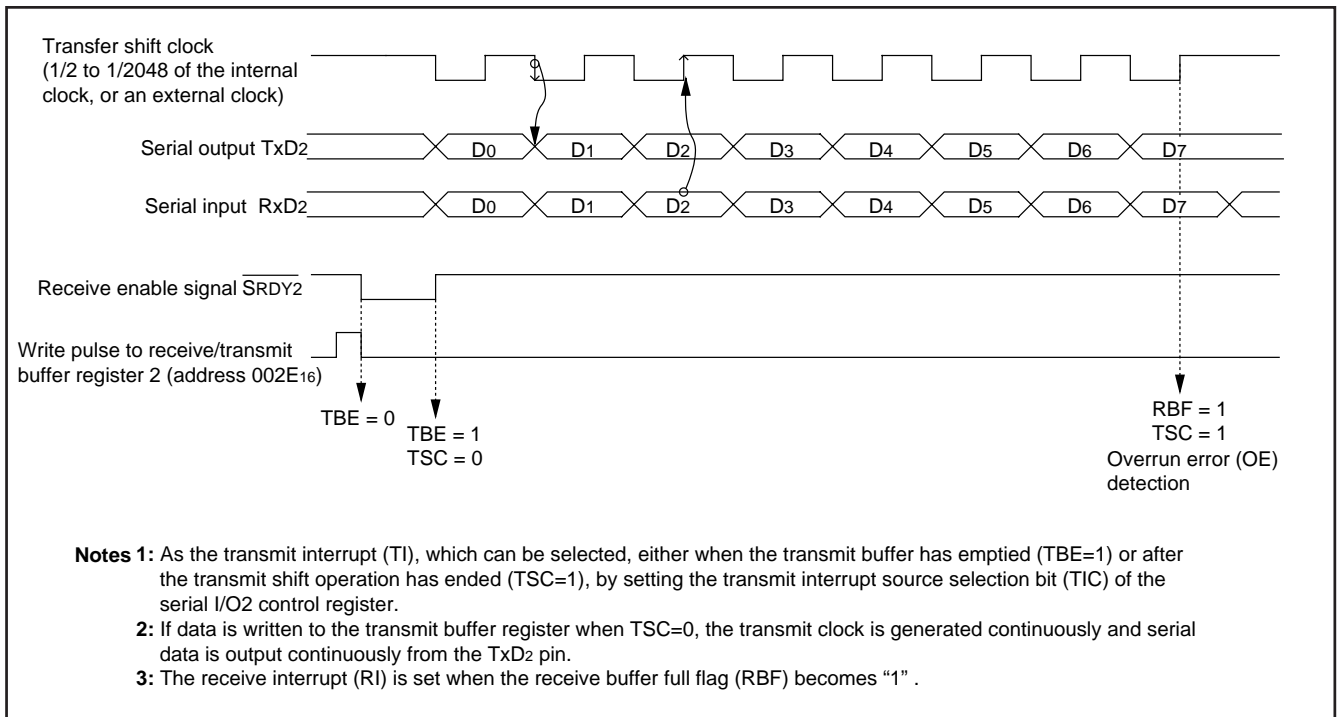 Transfer shift clock
(1/2 to 1/2048 of the internal
clock, or an external clock)
Serial output TxD2
D0 D1 D2 D3 D4 D5 D6 D7
Serial input RxD2
D0 D1 D2 D3 D4 D5 D6 D7
Receive enable signal SRDY2
Write pulse to receive/transmit
buffer register 2 (address 002E16)
TBE = 0
TBE = 1
TSC = 0
RBF = 1
TSC = 1
Overrun error (OE)
detection
Notes 1: As the transmit interrupt (TI), which can be selected, either when the transmit buffer has emptied (TBE=1) or after
the transmit shift operation has ended (TSC=1), by setting the transmit interrupt source selection bit (TIC) of the
serial I/O2 control register.
2: If data is written to the transmit buffer register when TSC=0, the transmit clock is generated continuously and serial
data is output continuously from the TxD2 pin.
3: The receive interrupt (RI) is set when the receive buffer full flag (RBF) becomes “1” .